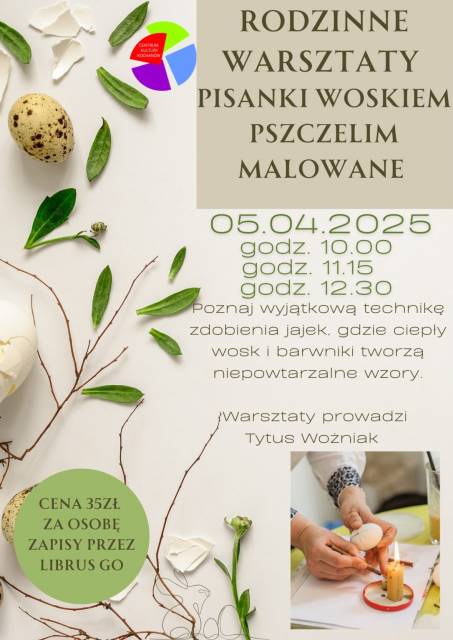 CENTRUM
KULTURY
KOCHANÓW
RODZINNE
WARSZTATY
PISANKI WOSKIEM
PSZCZELIM
MALOWANE
05.04.2025
godz. 10.00
godz. 11.15
godz. 12.30
Poznaj wyjątkową technikę
zdobienia jajek, gdzie ciepły
wosk i barwniki tworzą
niepowtarzalne wzory.
Warsztaty prowadzi
Tytus Woźniak
CENA 35ZŁ
ZA OSOBĘ
ZAPISY PRZEZ
LIBRUS GO